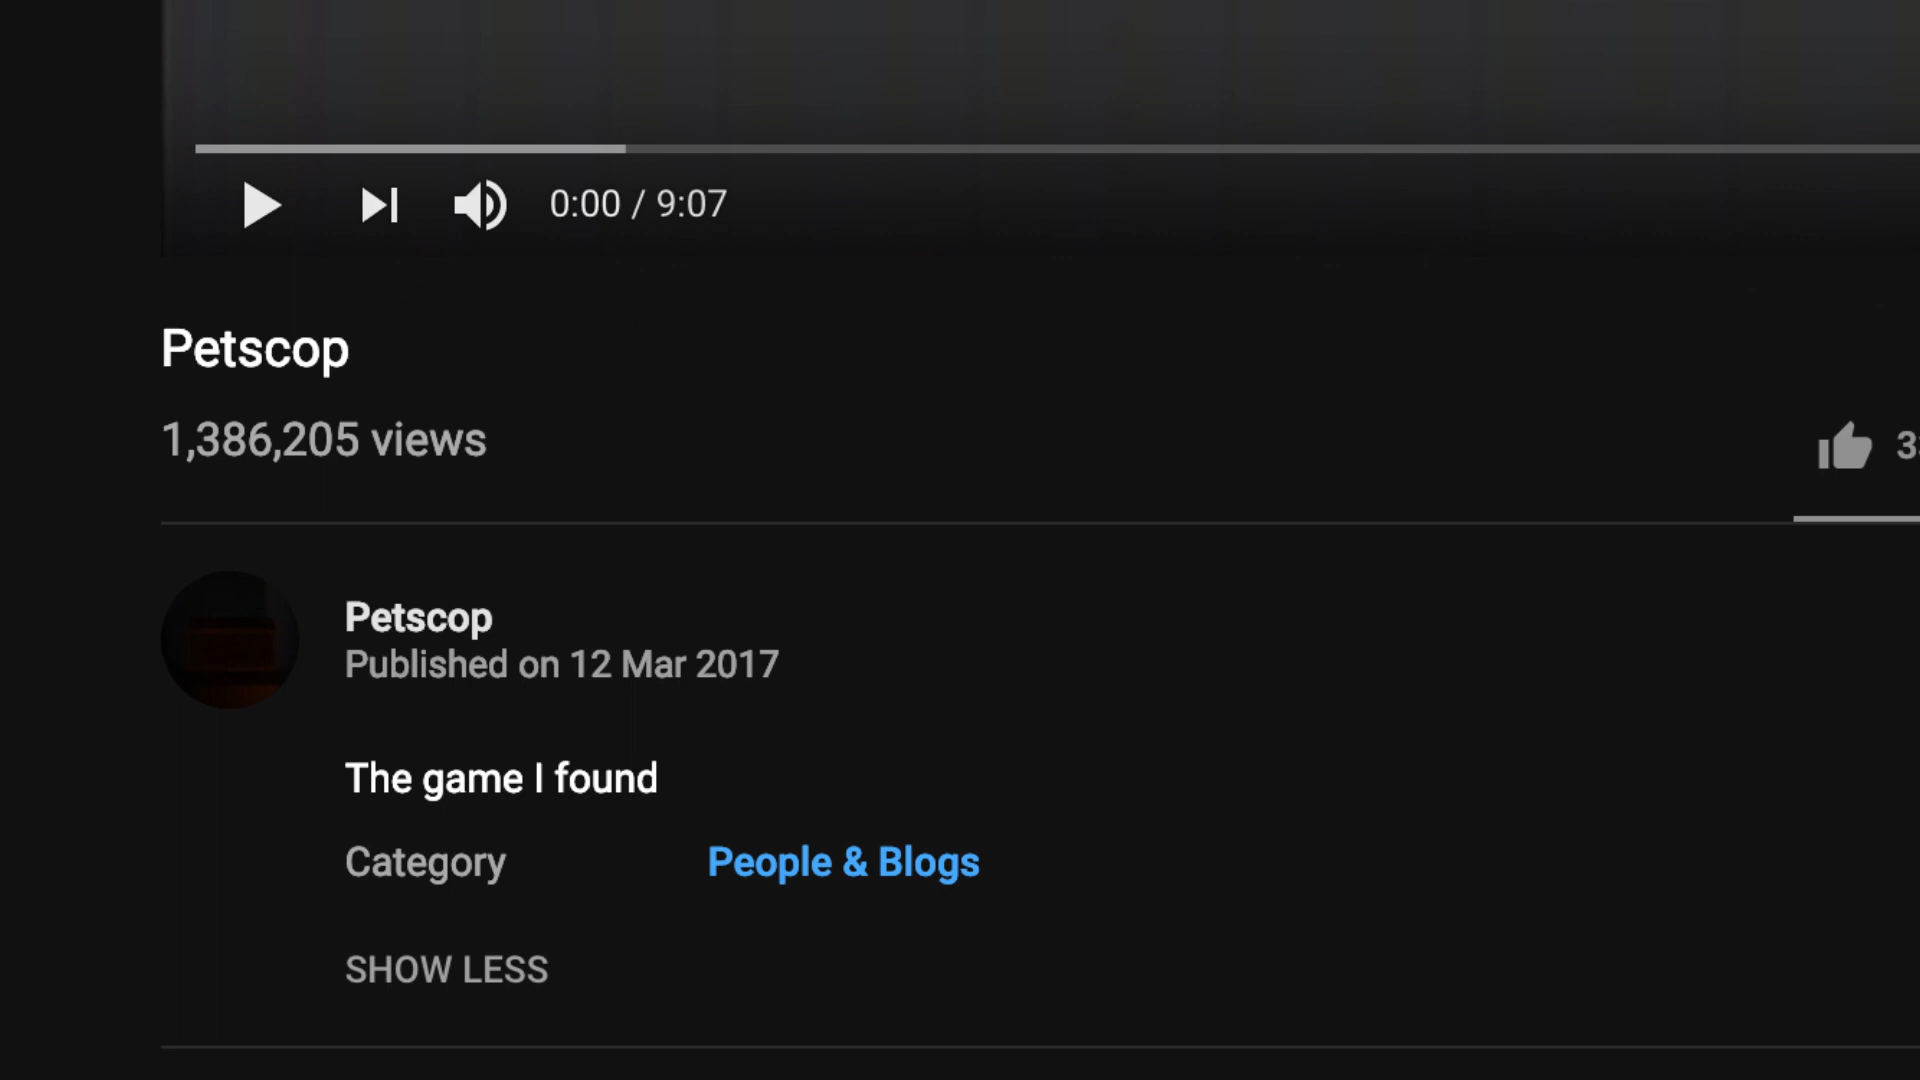 0:00 / 9:07
Petscop
1,386,205 views
Petscop
Published on 12 Mar 2017
The game I found
Category People & Blogs
SHOW LESS